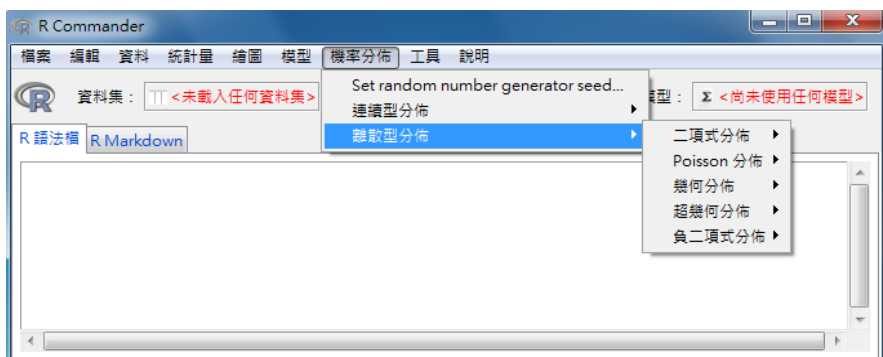 R Commander
檔案 編輯 資料 統計量 繪圖 模型 機率分佈 工具 說明
資料集： <未載入任何資料集>
模型： Σ <尚未使用任何模型>
Set random number generator seed...
連續型分佈
離散型分佈
二項式分佈
Poisson 分佈
幾何分佈
超幾何分佈
負二項式分佈
R 語法檔 R Markdown